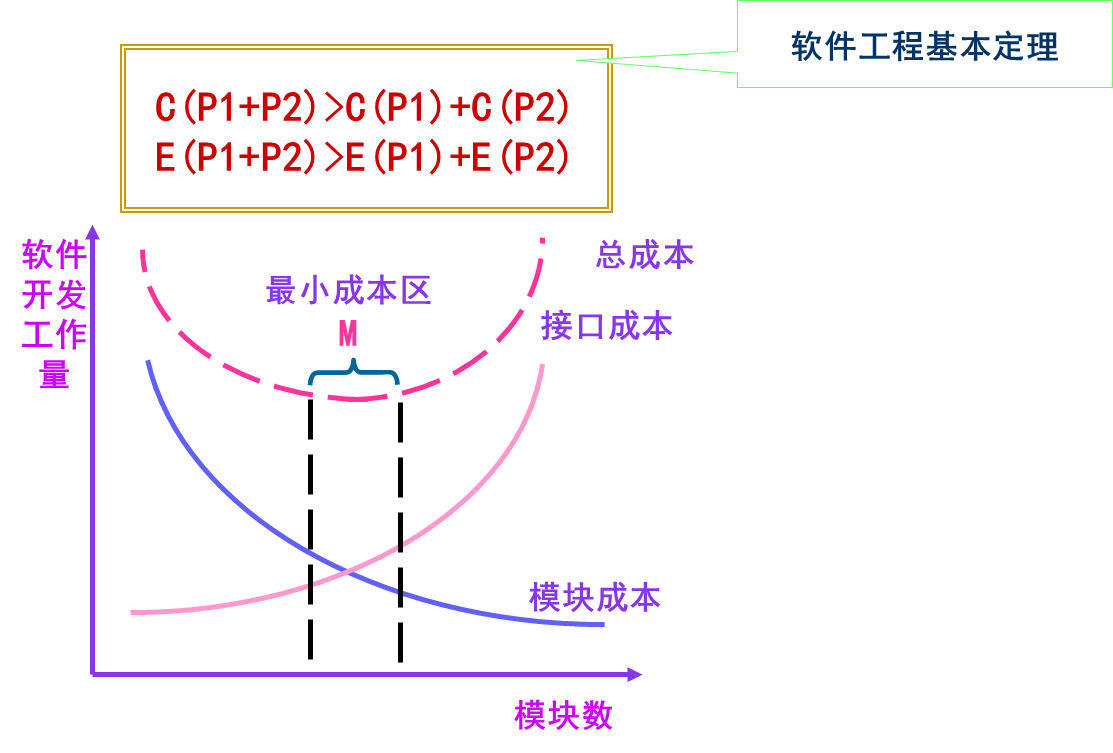 软件工程基本定理
C(P1+P2)>C(P1)+C(P2)
E(P1+P2)>E(P1)+E(P2)
软件
开发
工作
量
总成本
最小成本区
M
接口成本
模块成本
模块数